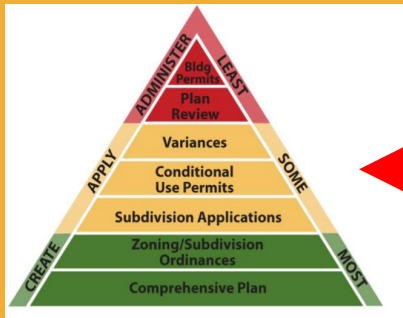 ADMINISTER
LEAST
Bldg
Permits
Plan
Review
APPLY
SOME
Variances
Conditional
Use Permits
Subdivision Applications
CREATE
MOST
Zoning/Subdivision
Ordinances
Comprehensive Plan